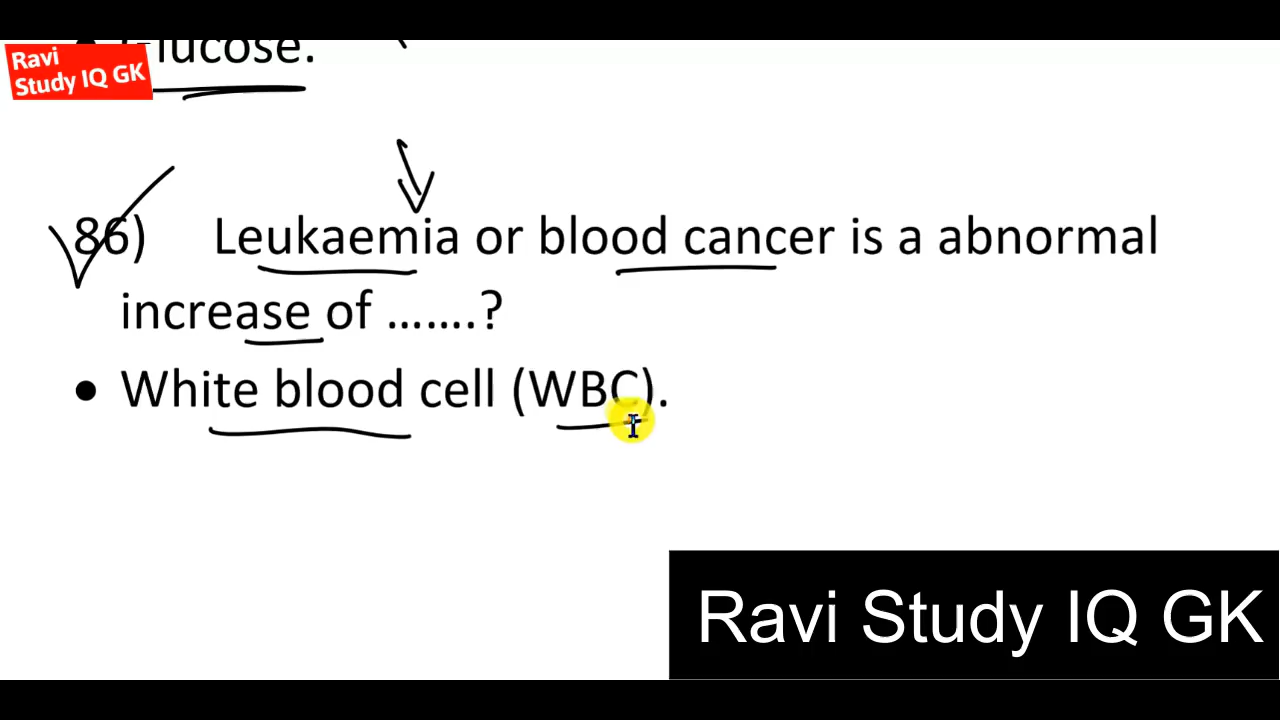 Glucose.
Ravi
Study IQ GK
86) Leukaemia or blood cancer is a abnormal
increase of .......?
• White blood cell (WBC).
Ravi Study IQ GK